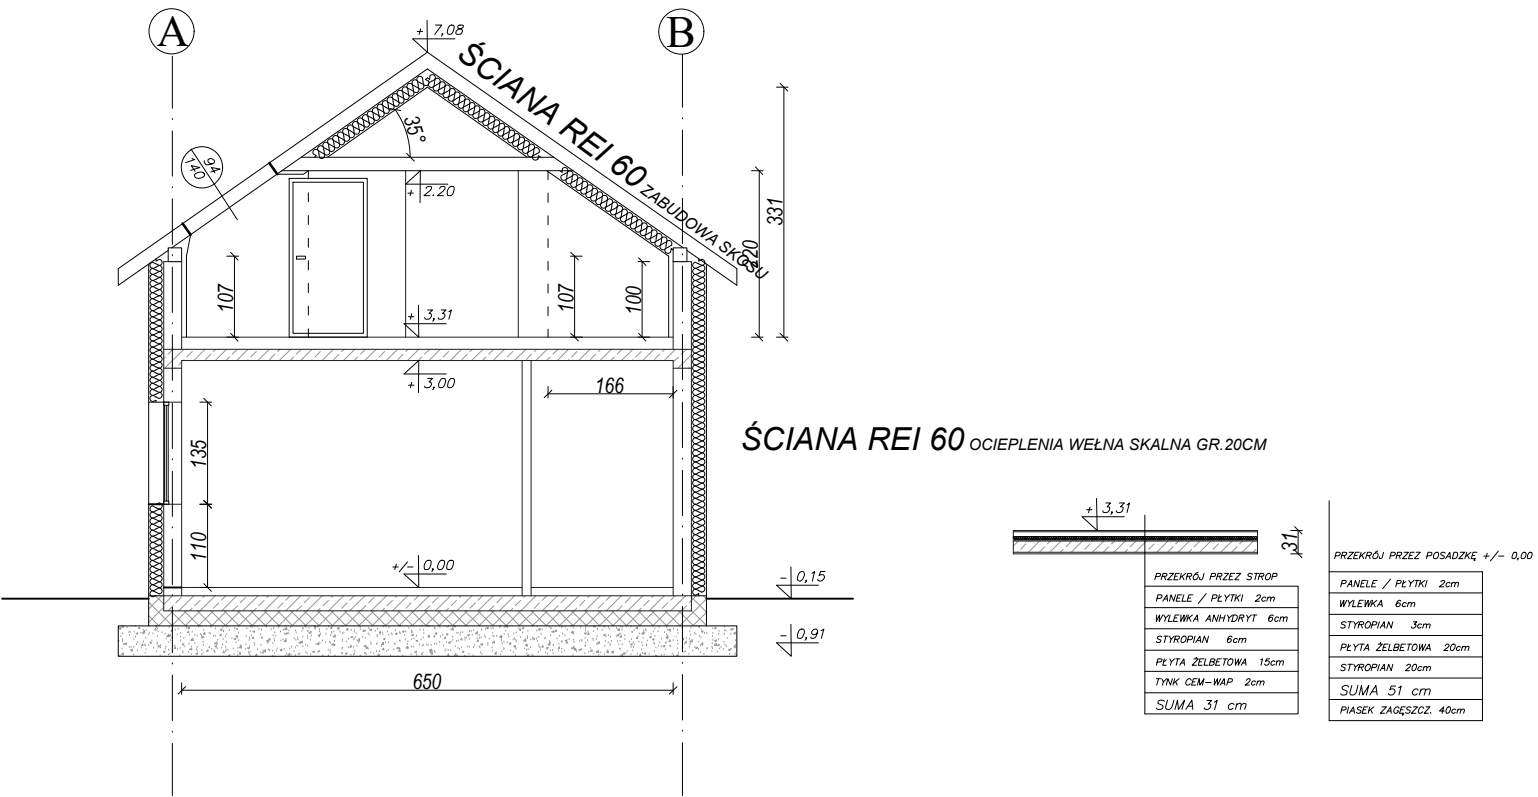 A
B
+ 7,08
ŚCIANA REI 60 ZABUDOWA SKOSU
35°
94
140
+ 2.20
331
107
107
100
+ 3,31
+ 3,00
166
ŚCIANA REI 60 OCIEPLENIA WEŁNA SKALNA GR.20CM
135
110
+/- 0,00
- 0,15
- 0,91
650
+ 3,31
31
PRZEKRÓJ PRZEZ STROP
PANELE / PŁYTKI 2cm
WYLEWKA ANHYDRYT 6cm
STYROPIAN 6cm
PŁYTA ŻELBETOWA 15cm
TYNK CEM-WAP 2cm
SUMA 31 cm
PRZEKRÓJ PRZEZ POSADZKĘ +/- 0,00
PANELE / PŁYTKI 2cm
WYLEWKA 6cm
STYROPIAN 3cm
PŁYTA ŻELBETOWA 20cm
STYROPIAN 20cm
SUMA 51 cm
PIASEK ZAGĘSZCZ. 40cm